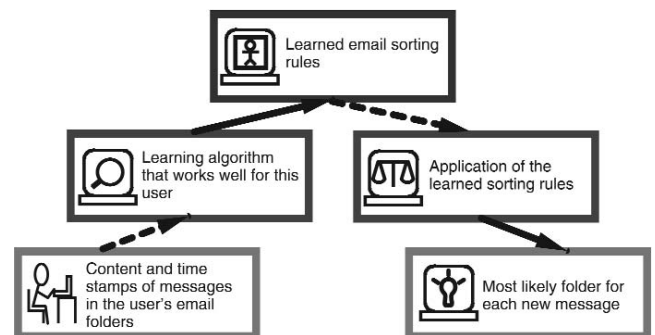 Learned email sorting
rules
Learning algorithm
that works well for this
user
Application of the
learned sorting rules
Content and time
stamps of messages
in the user's email
folders
Most likely folder for
each new message